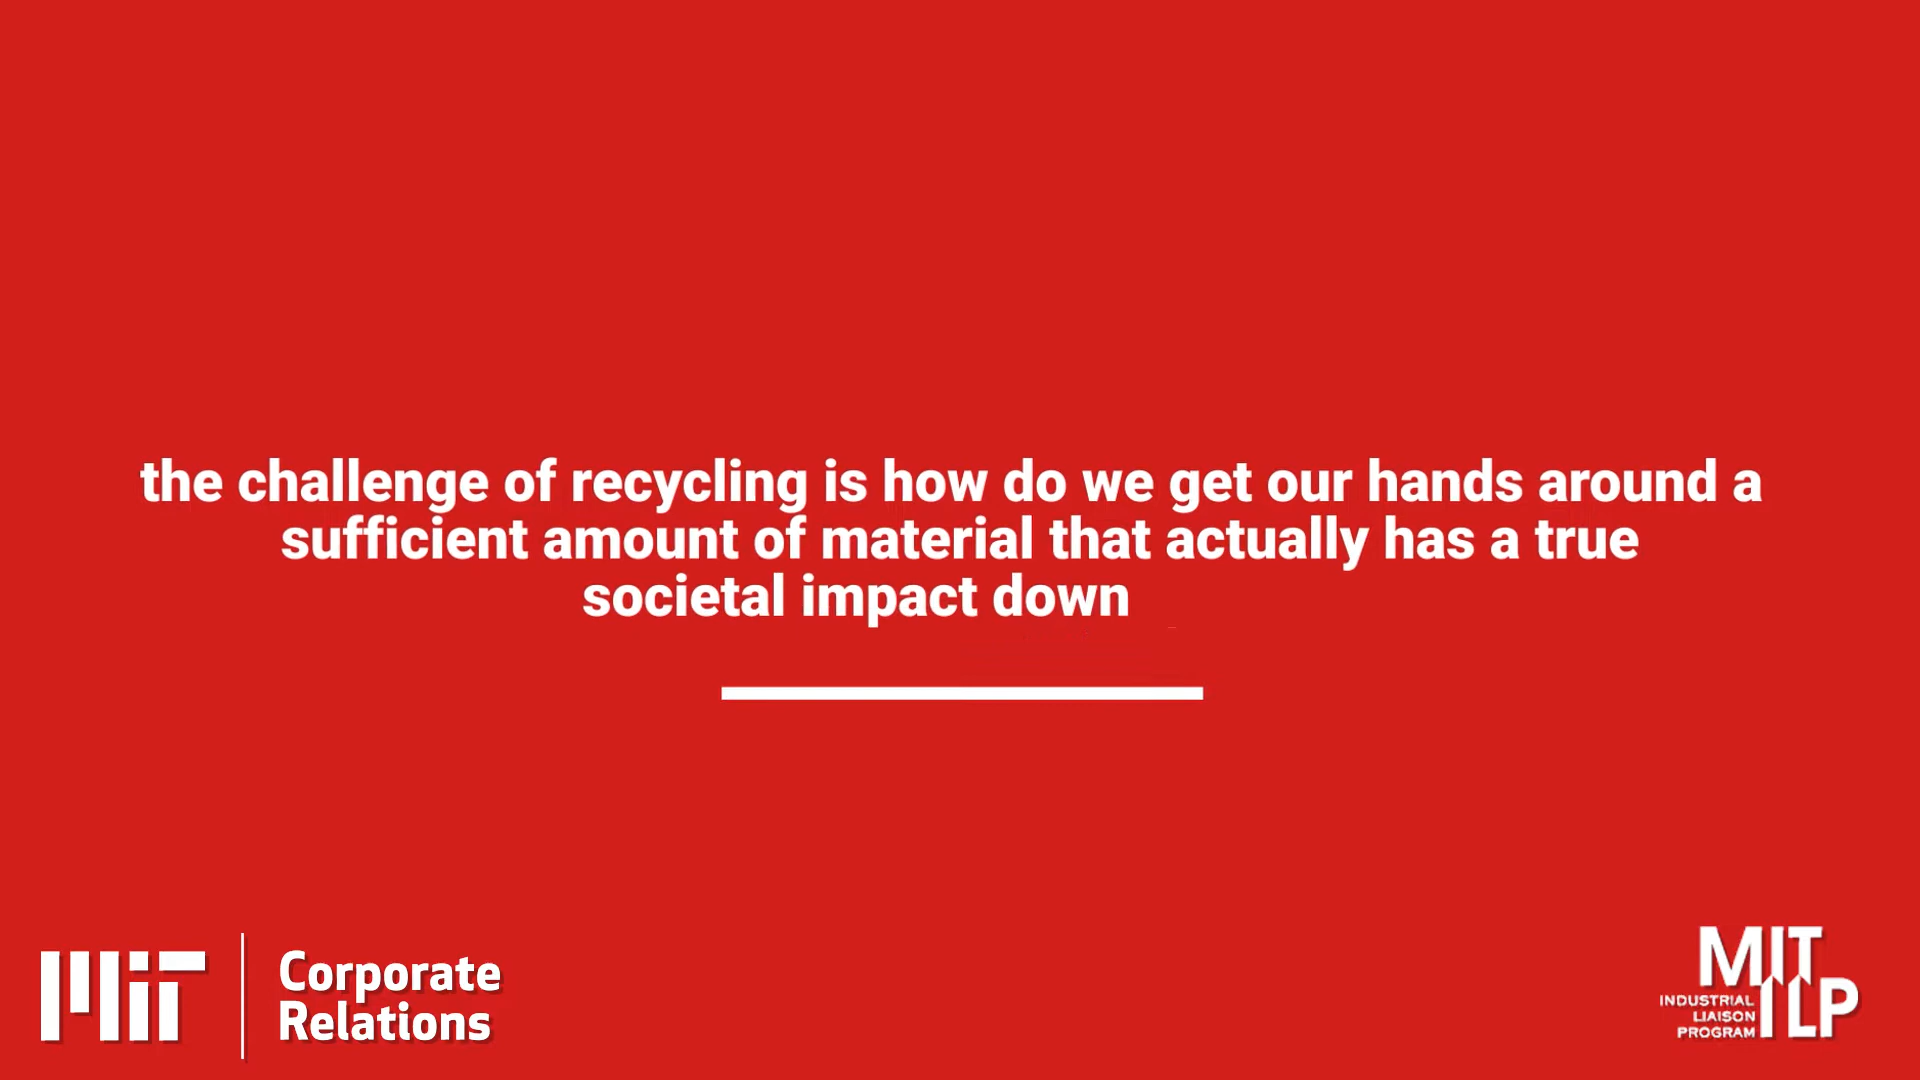 the challenge of recycling is how do we get our hands around a
sufficient amount of material that actually has a true
societal impact down
MIT
Corporate
Relations
MIT
ILP
INDUSTRIAL
LIAISON
PROGRAM